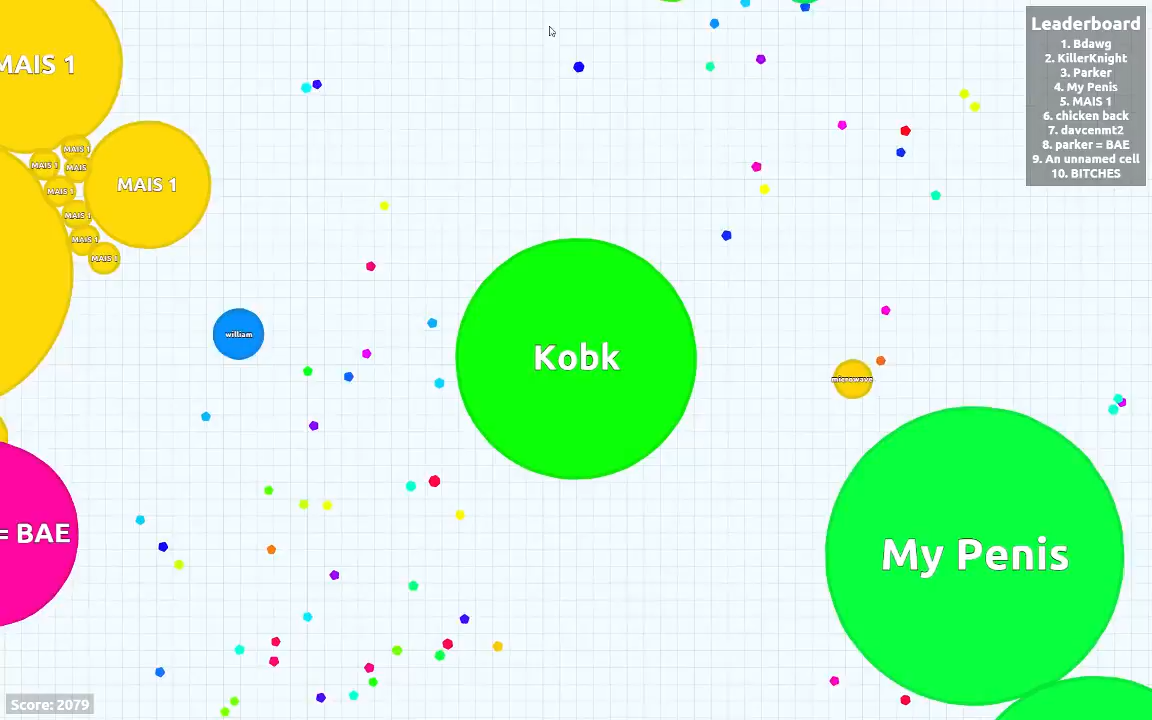 Leaderboard
1. Bdawg
2. KillerKnight
3. Parker
4. My Penis
5. MAIS 1
6. chicken back
7. davcenmt2
8. parker = BAE
9. An unnamed cell
10. BITCHES
MAIS 1
MAIS 1
MAIS 1
MAIS
MAIS 1
MAIS 1
MAIS 1
MAIS 1
MAIS 1
william
Kobk
microwave
= BAE
My Penis
Score: 2079